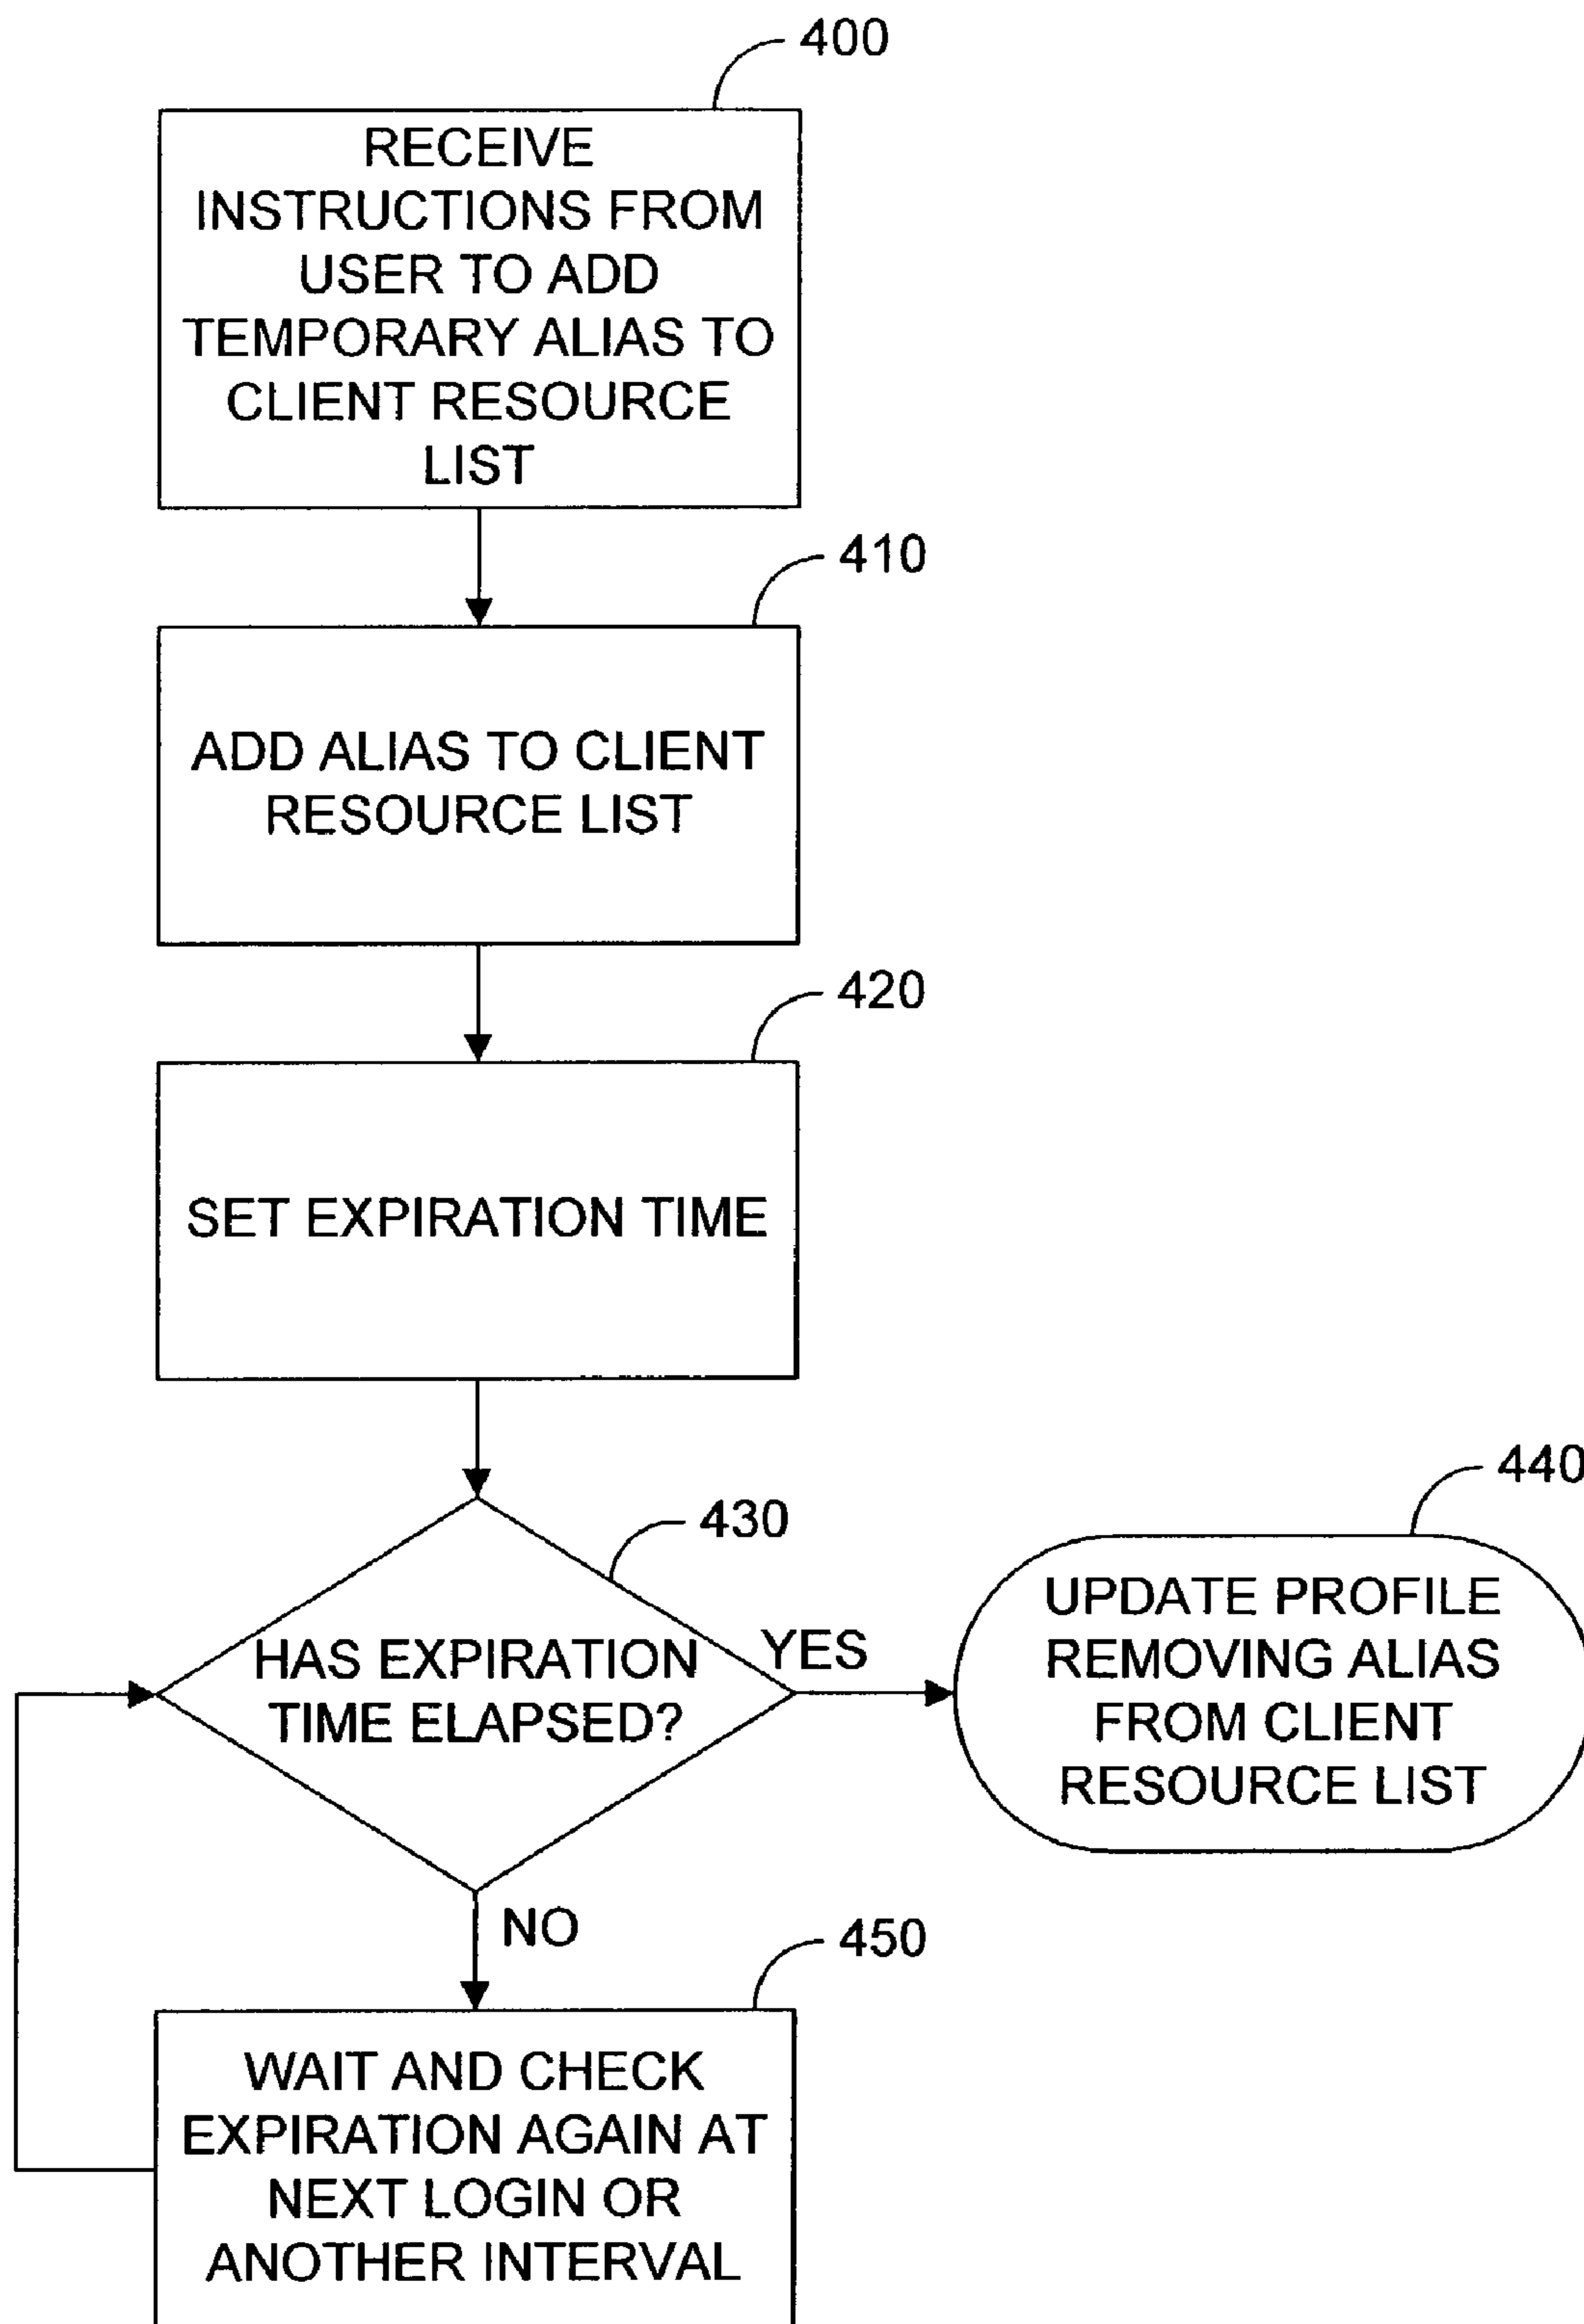 400
RECEIVE
INSTRUCTIONS FROM
USER TO ADD
TEMPORARY ALIAS TO
CLIENT RESOURCE
LIST
410
ADD ALIAS TO CLIENT
RESOURCE LIST
420
SET EXPIRATION TIME
430
HAS EXPIRATION
TIME ELAPSED?
YES
440
UPDATE PROFILE
REMOVING ALIAS
FROM CLIENT
RESOURCE LIST
NO
450
WAIT AND CHECK
EXPIRATION AGAIN AT
NEXT LOGIN OR
ANOTHER INTERVAL